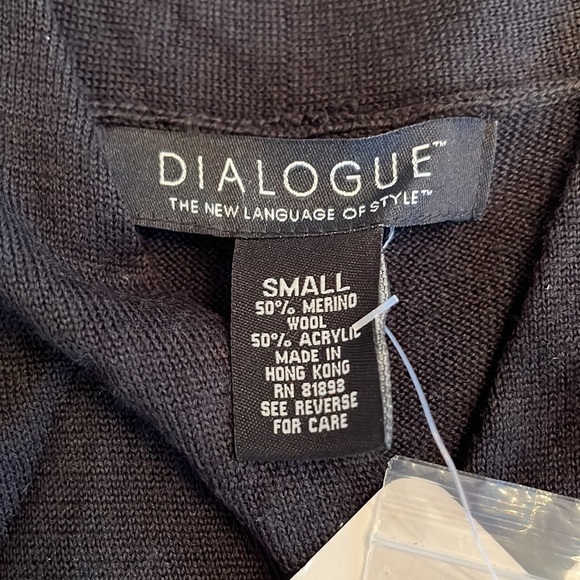 DIALOGUE™
THE NEW LANGUAGE OF STYLE™
SMALL
50% MERINO
WOOL
50% ACRYLIC
MADE IN
HONG KONG
RN 81893
SEE REVERSE
FOR CARE